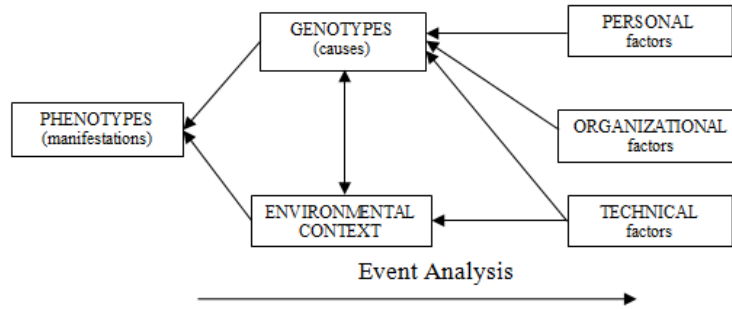 GENOTYPES
(causes)
PERSONAL
factors
PHENOTYPES
(manifestations)
ORGANIZATIONAL
factors
ENVIRONMENTAL
CONTEXT
TECHNICAL
factors
Event Analysis